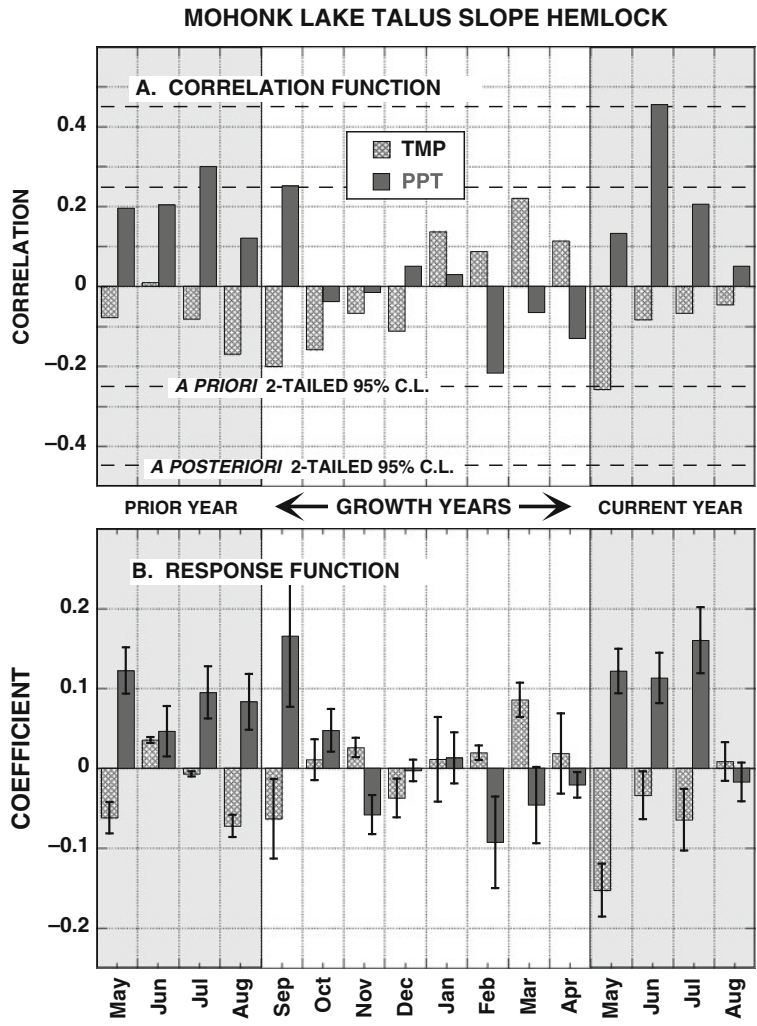 MOHONK LAKE TALUS SLOPE HEMLOCK
A. CORRELATION FUNCTION
TMP
PPT
CORRELATION
0.4
0.2
0
–0.2
–0.4
A PRIORI 2-TAILED 95% C.L.
A POSTERIORI 2-TAILED 95% C.L.
PRIOR YEAR
GROWTH YEARS
CURRENT YEAR
B. RESPONSE FUNCTION
COEFFICIENT
0.2
0.1
0
–0.1
–0.2
May
Jun
Jul
Aug
Sep
Oct
Nov
Dec
Jan
Feb
Mar
Apr
May
Jun
Jul
Aug